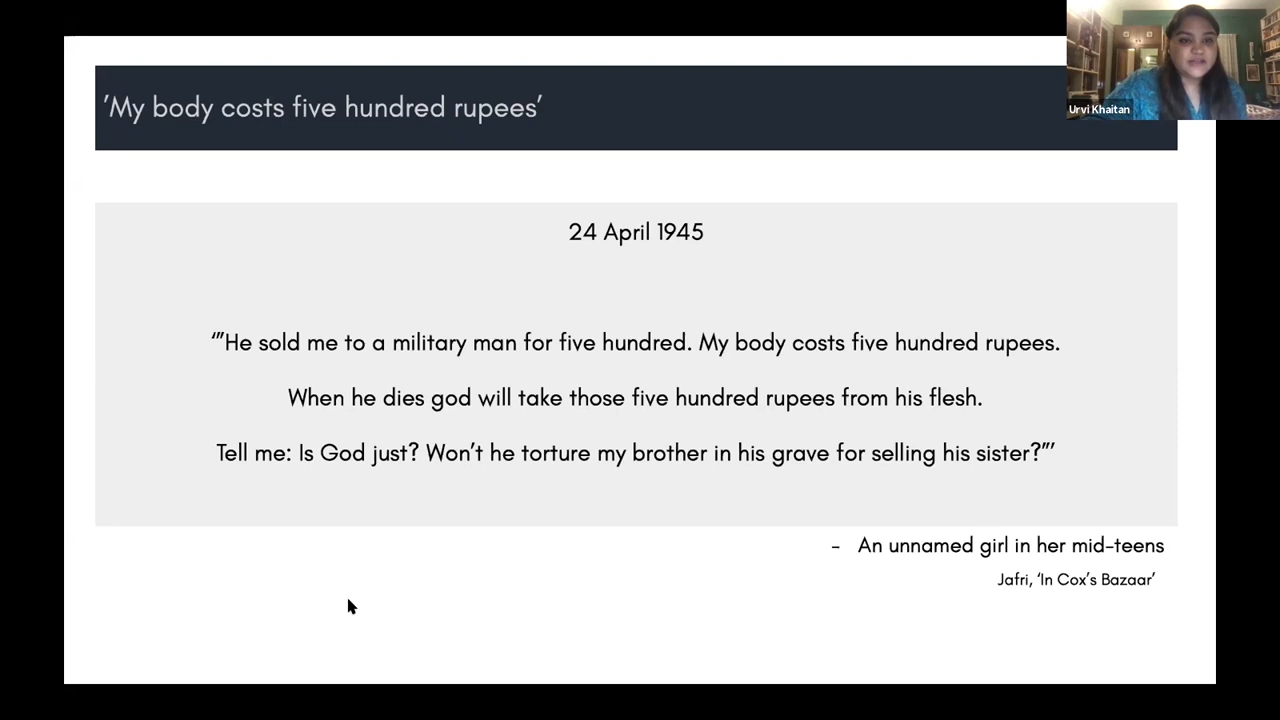 'My body costs five hundred rupees'
Urvi Khaitan
24 April 1945
'"He sold me to a military man for five hundred. My body costs five hundred rupees.
When he dies god will take those five hundred rupees from his flesh.
Tell me: Is God just? Won't he torture my brother in his grave for selling his sister?"'
- An unnamed girl in her mid-teens
Jafri, 'In Cox's Bazaar'